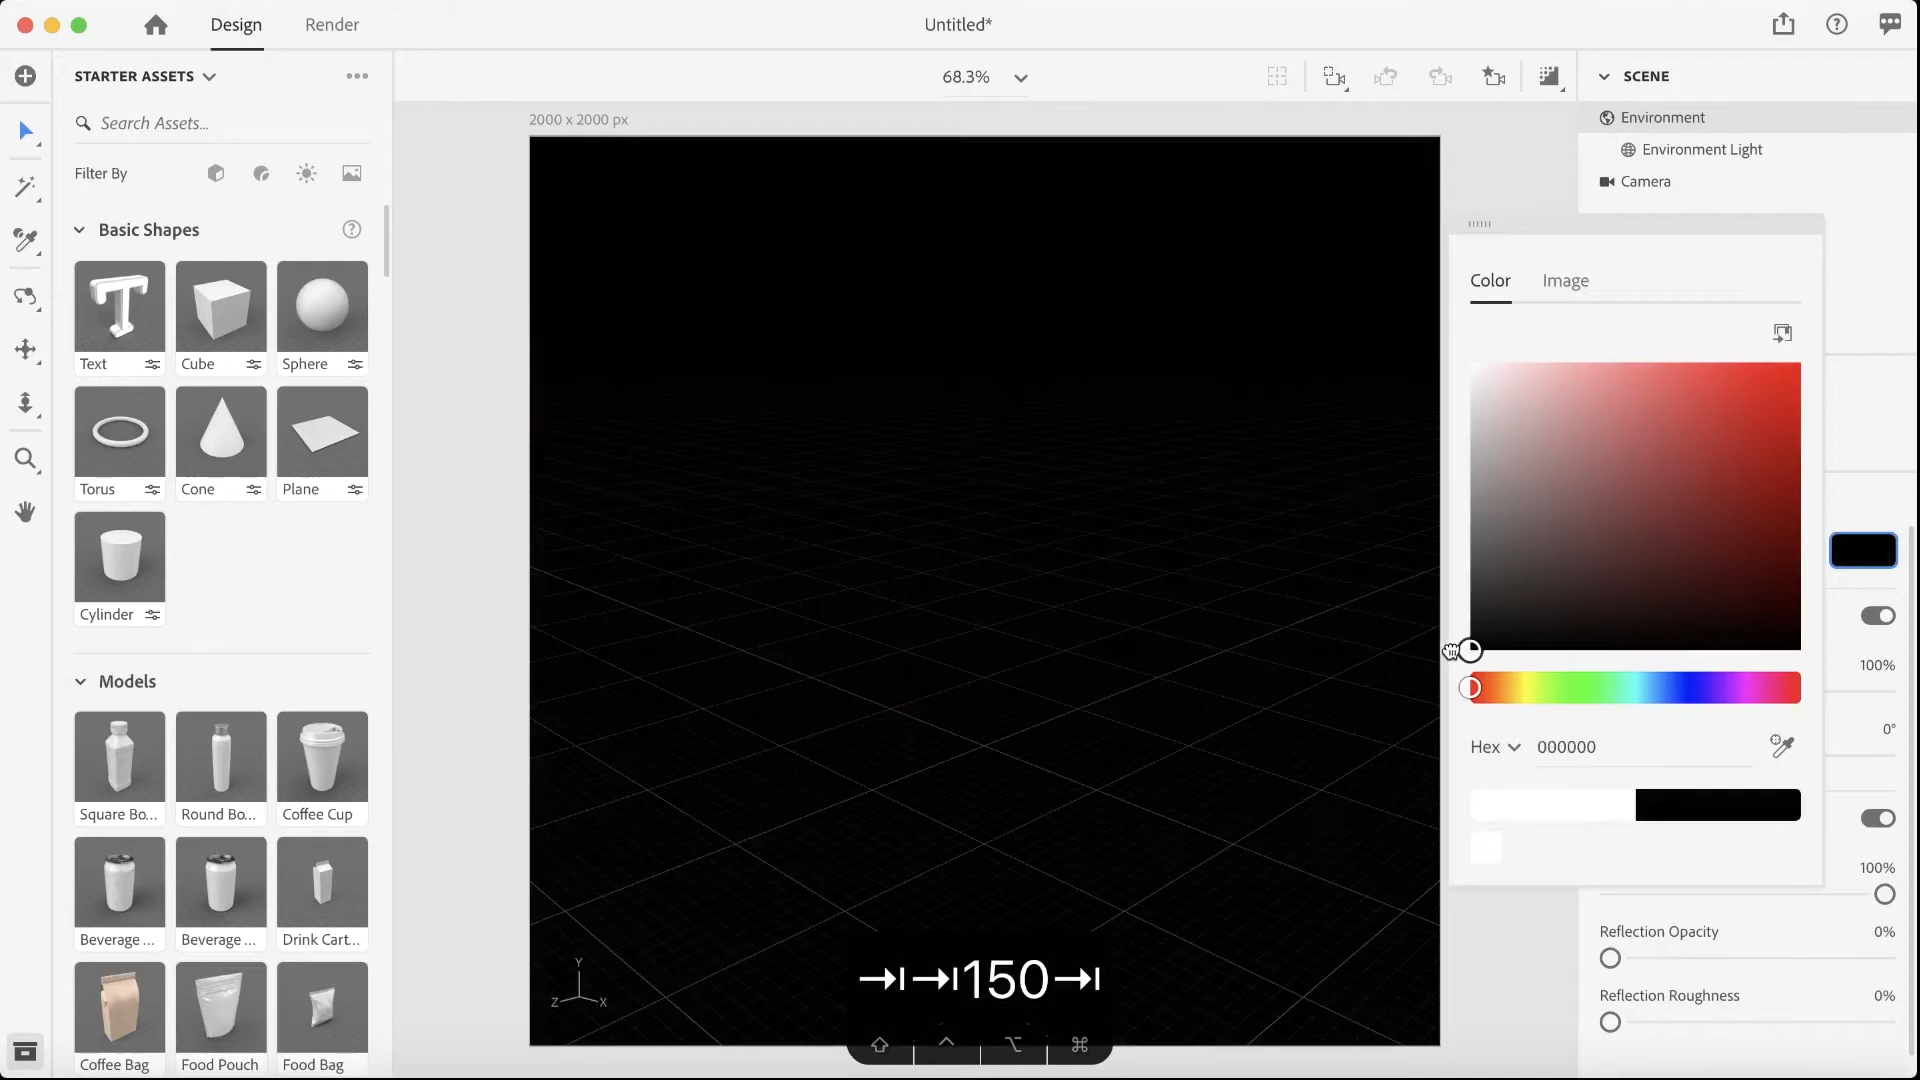 Design
Render
Untitled*
STARTER ASSETS
68.3%
SCENE
Search Assets...
2000 x 2000 px
Environment
Environment Light
Camera
Filter By
Basic Shapes
Text
Cube
Sphere
Torus
Cone
Plane
Cylinder
Models
Square Bo...
Round Bo...
Coffee Cup
Beverage ...
Beverage ...
Drink Cart...
Coffee Bag
Food Pouch
Food Bag
Y
Z
X
→I→I150→I
Color
Image
Hex
000000
100%
0°
100%
Reflection Opacity
0%
Reflection Roughness
0%